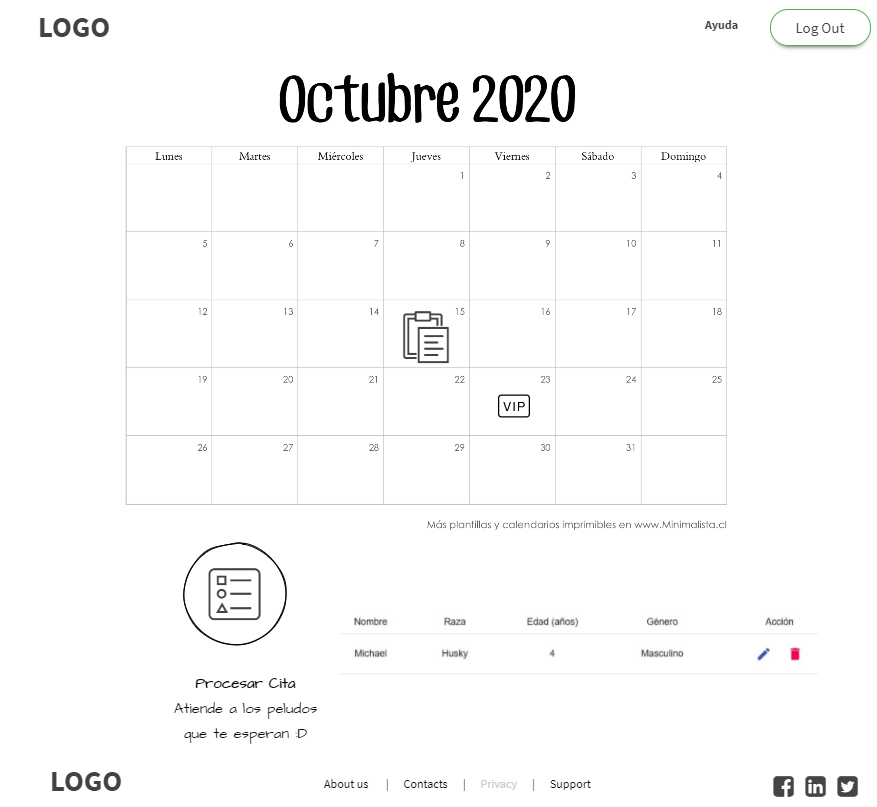 LOGO Ayuda Log Out
Octubre 2020
Lunes Martes Miércoles Jueves Viernes Sábado Domingo
1 2 3 4
5 6 7 8 9 10 11
12 13 14 15 16 17 18
19 20 21 22 23 24 25
VIP
26 27 28 29 30 31
Más plantillas y calendarios imprimibles en www.Minimalista.cl
Nombre Raza Edad (años) Género Acción
Michael Husky 4 Masculino
Procesar Cita
Atiende a los peludos
que te esperan :D
LOGO About us | Contacts | Privacy | Support